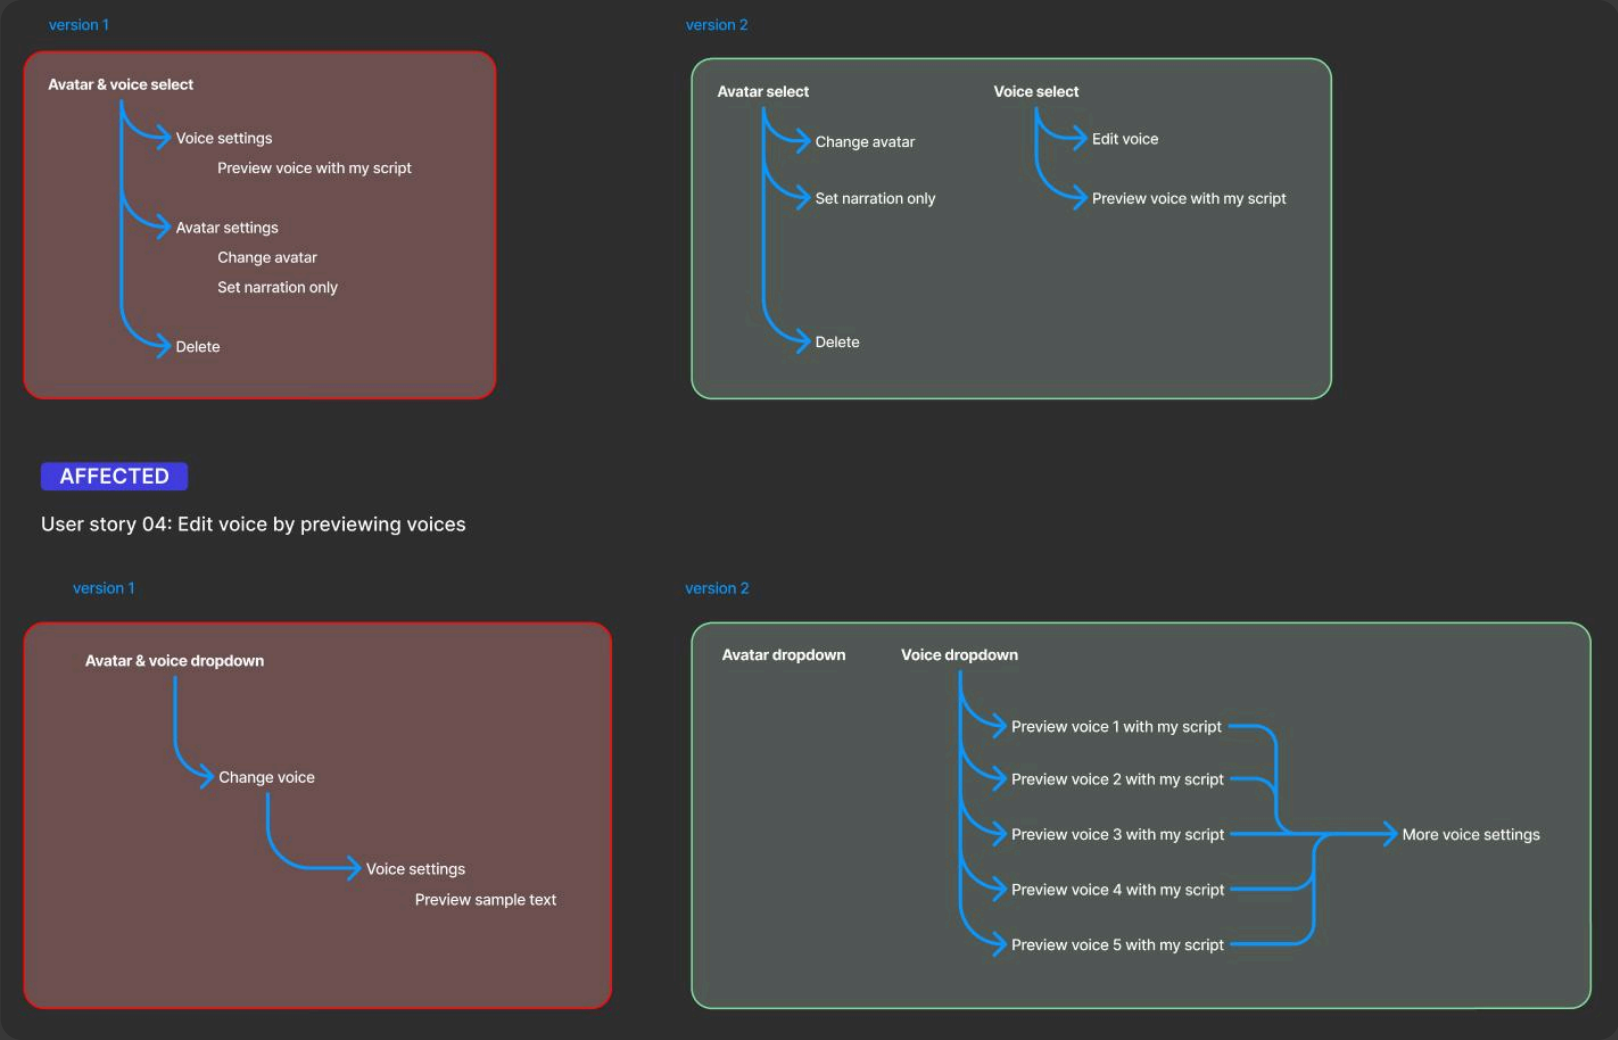 version 1
Avatar & voice select
Voice settings
Preview voice with my script
Avatar settings
Change avatar
Set narration only
Delete
version 2
Avatar select
Change avatar
Set narration only
Delete
Voice select
Edit voice
Preview voice with my script
AFFECTED
User story 04: Edit voice by previewing voices
version 1
Avatar & voice dropdown
Change voice
Voice settings
Preview sample text
version 2
Avatar dropdown
Voice dropdown
Preview voice 1 with my script
Preview voice 2 with my script
Preview voice 3 with my script
Preview voice 4 with my script
Preview voice 5 with my script
More voice settings